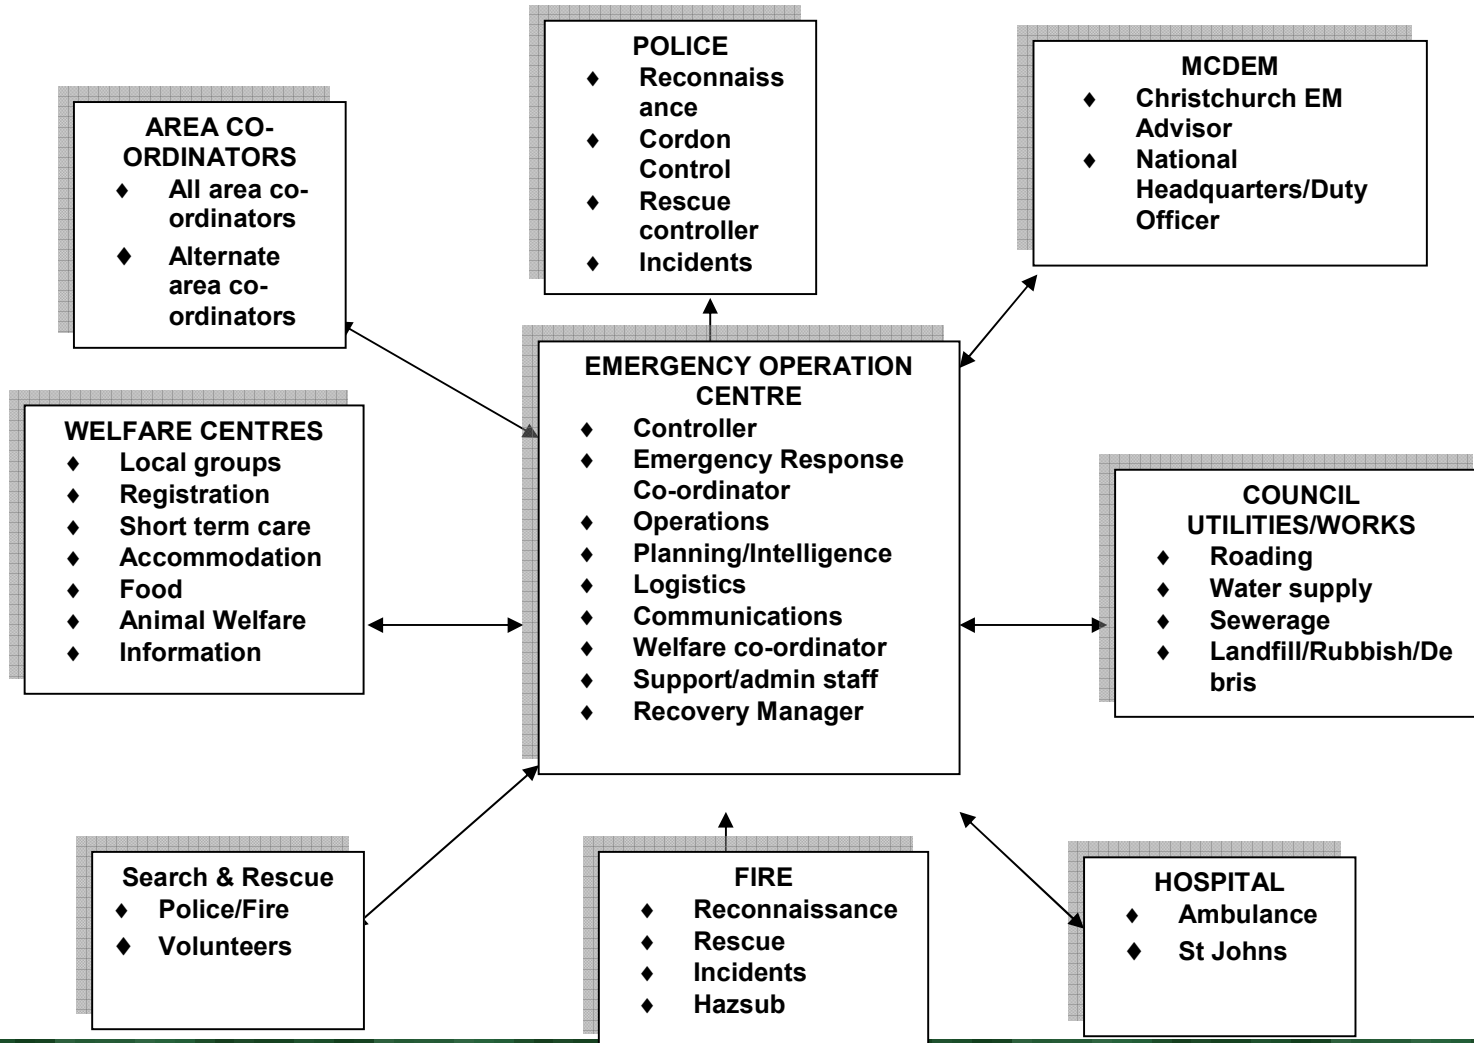 POLICE
♦ Reconnaiss
ance
♦ Cordon
Control
♦ Rescue
controller
♦ Incidents
MCDEM
♦ Christchurch EM
Advisor
♦ National
Headquarters/Duty
Officer
AREA CO-
ORDINATORS
♦ All area co-
ordinators
♦ Alternate
area co-
ordinators
EMERGENCY OPERATION
CENTRE
♦ Controller
♦ Emergency Response
Co-ordinator
♦ Operations
♦ Planning/Intelligence
♦ Logistics
♦ Communications
♦ Welfare co-ordinator
♦ Support/admin staff
♦ Recovery Manager
WELFARE CENTRES
♦ Local groups
♦ Registration
♦ Short term care
♦ Accommodation
♦ Food
♦ Animal Welfare
♦ Information
COUNCIL
UTILITIES/WORKS
♦ Roading
♦ Water supply
♦ Sewerage
♦ Landfill/Rubbish/De
bris
Search & Rescue
♦ Police/Fire
♦ Volunteers
FIRE
♦ Reconnaissance
♦ Rescue
♦ Incidents
♦ Hazsub
HOSPITAL
♦ Ambulance
♦ St Johns